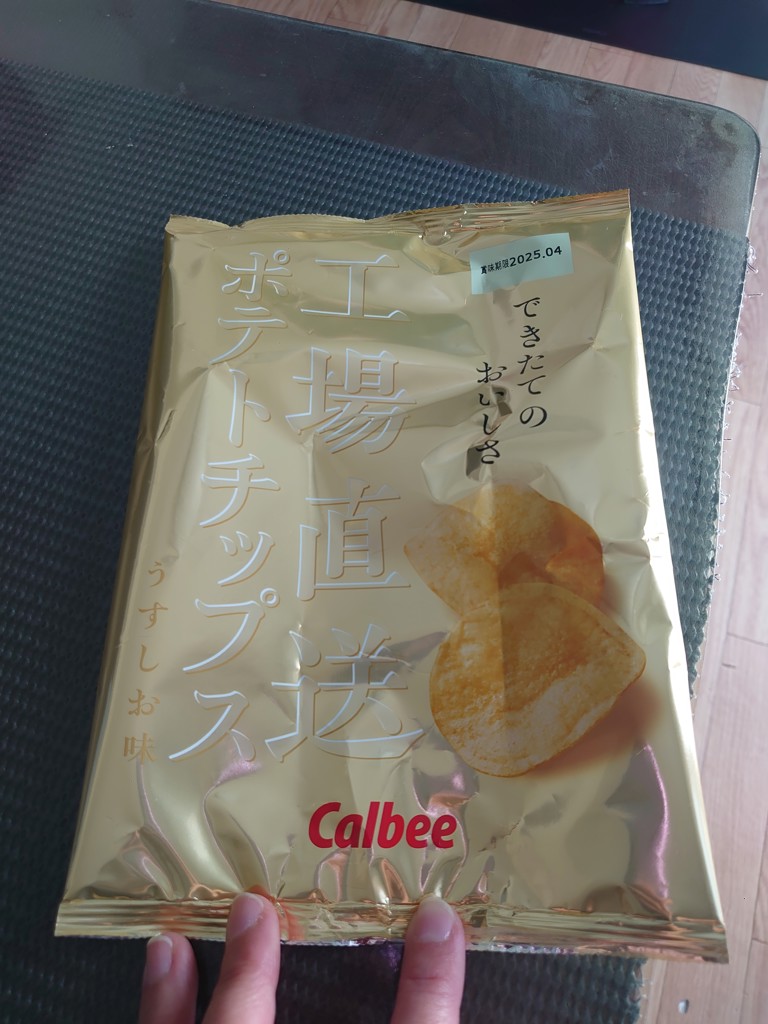 賞味期限2025.04
できたての
おいしさ
工場直送
ポテトチップス
うすしお味
Calbee